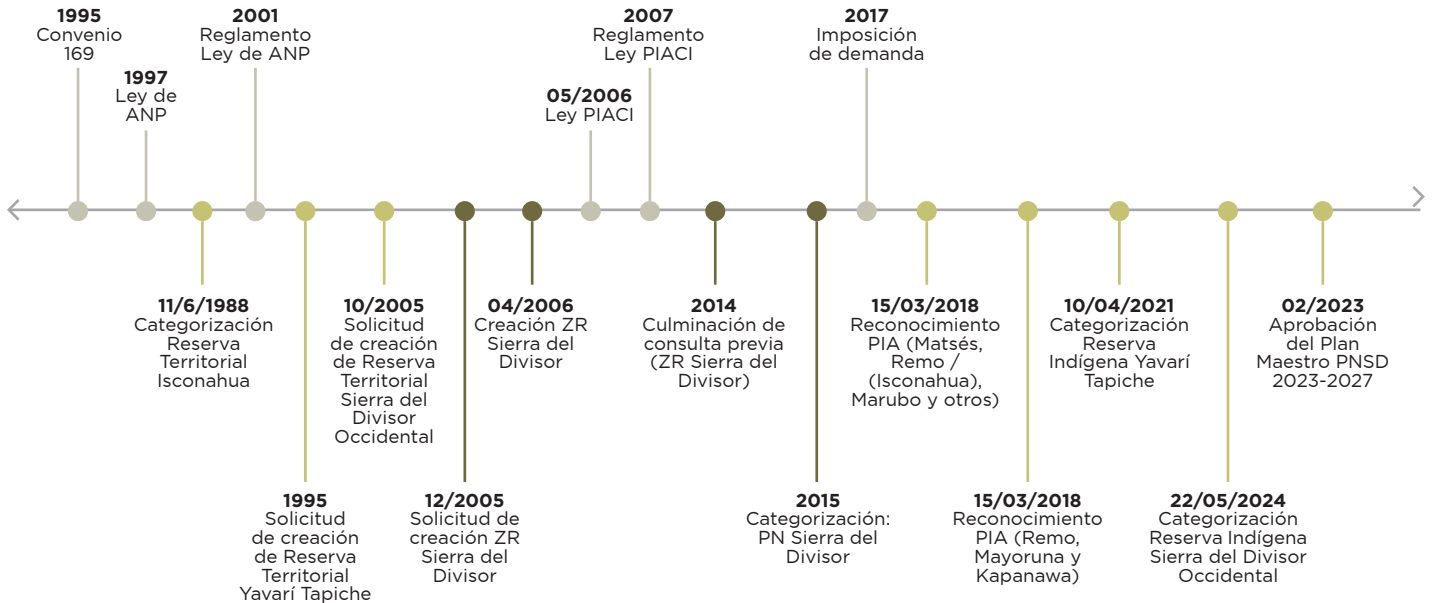 1995
Convenio
169
1997
Ley de
ANP
2001
Reglamento
Ley de ANP
05/2006
Ley PIACI
2007
Reglamento
Ley PIACI
2017
Imposición
de demanda
11/6/1988
Categorización
Reserva
Territorial
Isconahua
1995
Solicitud
de creación
de Reserva
Territorial
Yavarí Tapiche
10/2005
Solicitud
de creación
de Reserva
Territorial
Sierra del
Divisor
Occidental
12/2005
Solicitud de
creación ZR
Sierra del
Divisor
04/2006
Creación ZR
Sierra del
Divisor
2014
Culminación de
consulta previa
(ZR Sierra del
Divisor)
2015
Categorización:
PN Sierra del
Divisor
15/03/2018
Reconocimiento
PIA (Matsés,
Remo /
(Isconahua),
Marubo y otros)
15/03/2018
Reconocimiento
PIA (Remo,
Mayoruna y
Kapanawa)
10/04/2021
Categorización
Reserva
Indígena Yavarí
Tapiche
22/05/2024
Categorización
Reserva Indígena
Sierra del Divisor
Occidental
02/2023
Aprobación
del Plan
Maestro PNSD
2023-2027